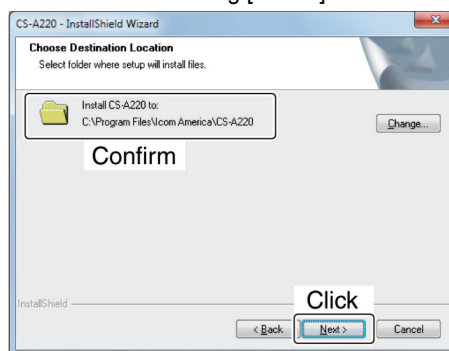 CS-A220 - InstallShield Wizard
Choose Destination Location
Select folder where setup will install files.
Install CS-A220 to:
C:\Program Files\Icom America\CS-A220
Change...
Confirm
InstallShield
Click
< Back
Next >
Cancel